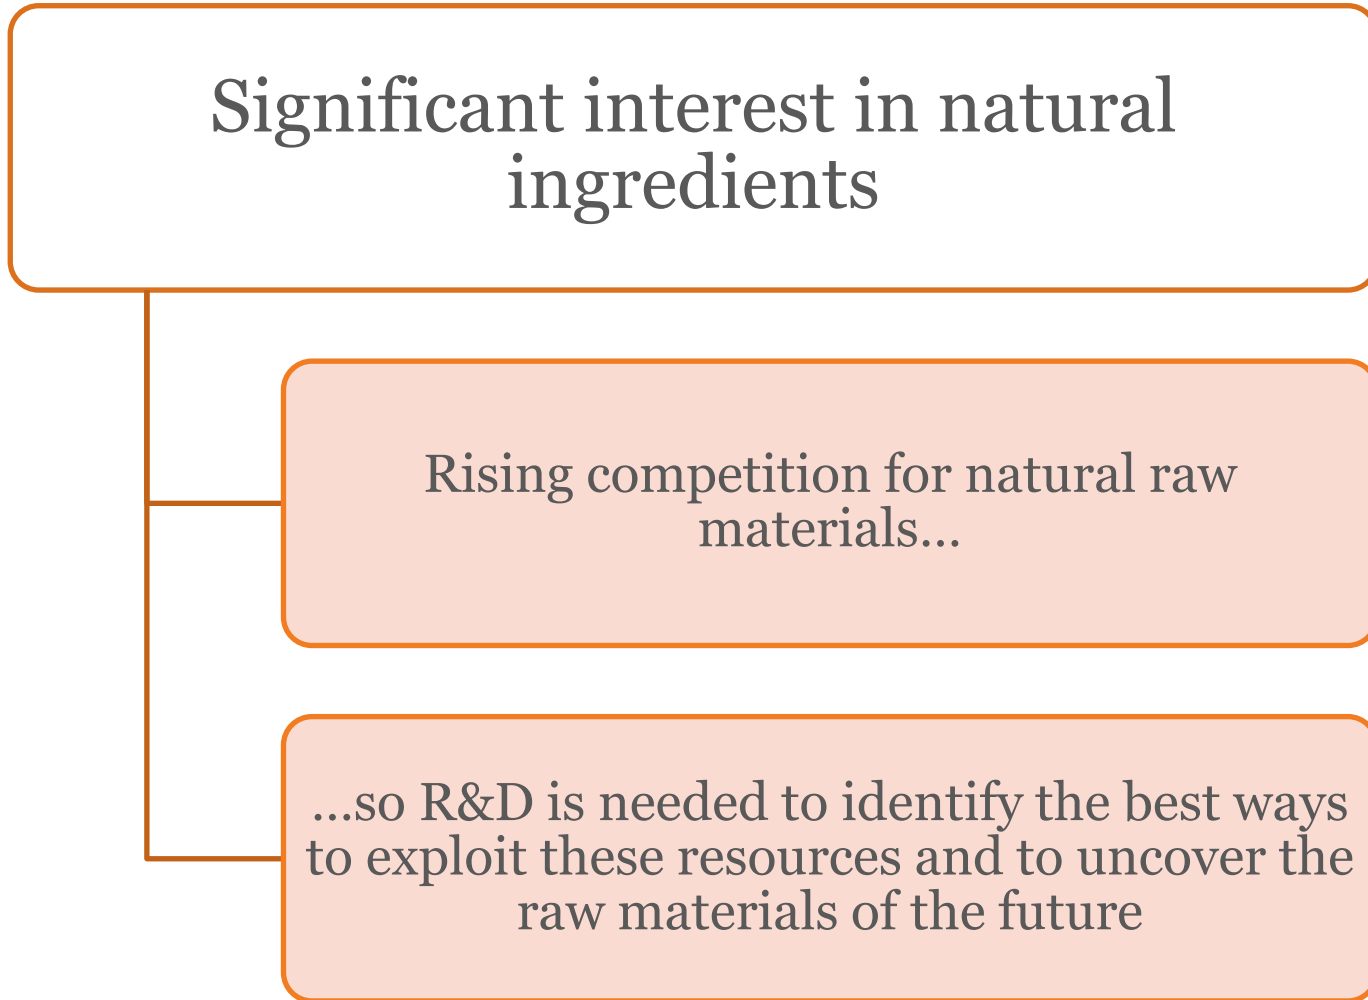 Significant interest in natural
ingredients
Rising competition for natural raw
materials...
...so R&D is needed to identify the best ways
to exploit these resources and to uncover the
raw materials of the future